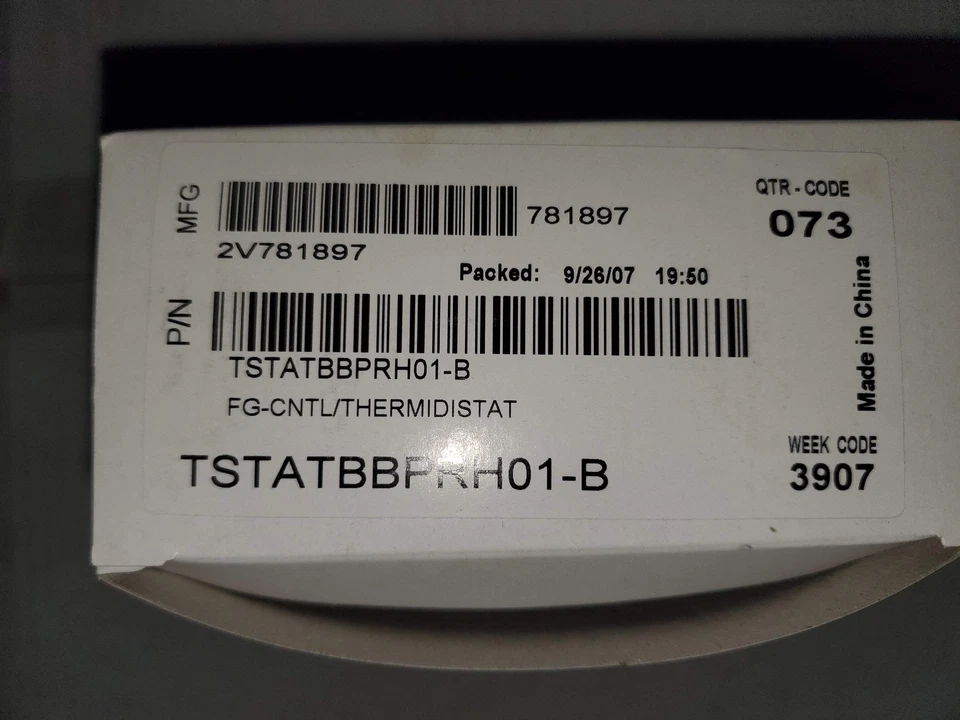 MFG
781897
QTR-CODE
073
2V781897
Packed: 9/26/07 19:50
P/N
TSTATBBPRH01-B
FG-CNTL/THERMIDISTAT
Made in China
TSTATBBPRH01-B
WEEK CODE
3907